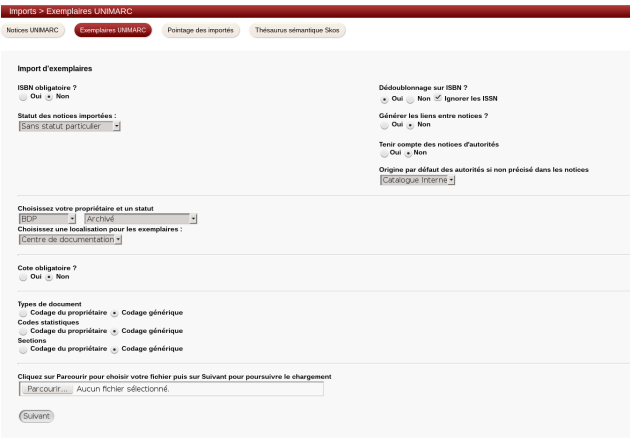 Imports > Exemplaires UNIMARC
Notices UNIMARC Exemplaires UNIMARC Pointage des importés Thésaurus sémantique Skos
Import d'exemplaires
ISBN obligatoire ?
Oui Non
Statut des notices importées :
Sans statut particulier
Dédoublonnage sur ISBN ?
Oui Non Ignorer les ISSN
Générer les liens entre notices ?
Oui Non
Tenir compte des notices d'autorités
Oui Non
Origine par défaut des autorités si non précisé dans les notices
Catalogue Interne
Choisissez votre propriétaire et un statut
BDP Archivé
Choisissez une localisation pour les exemplaires :
Centre de documentation
Cote obligatoire ?
Oui Non
Types de document
Codage du propriétaire Codage générique
Codes statistiques
Codage du propriétaire Codage générique
Sections
Codage du propriétaire Codage générique
Cliquez sur Parcourir pour choisir votre fichier puis sur Suivant pour poursuivre le chargement
Parcourir... Aucun fichier sélectionné.
Suivant